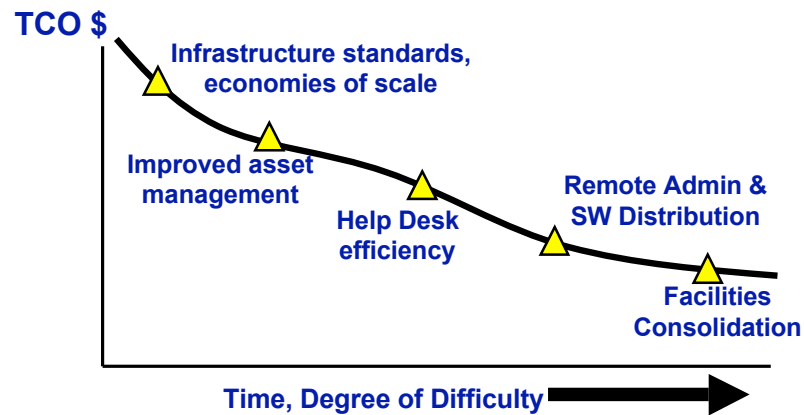 TCO $
Infrastructure standards,
economies of scale
Improved asset
management
Help Desk
efficiency
Remote Admin &
SW Distribution
Facilities
Consolidation
Time, Degree of Difficulty